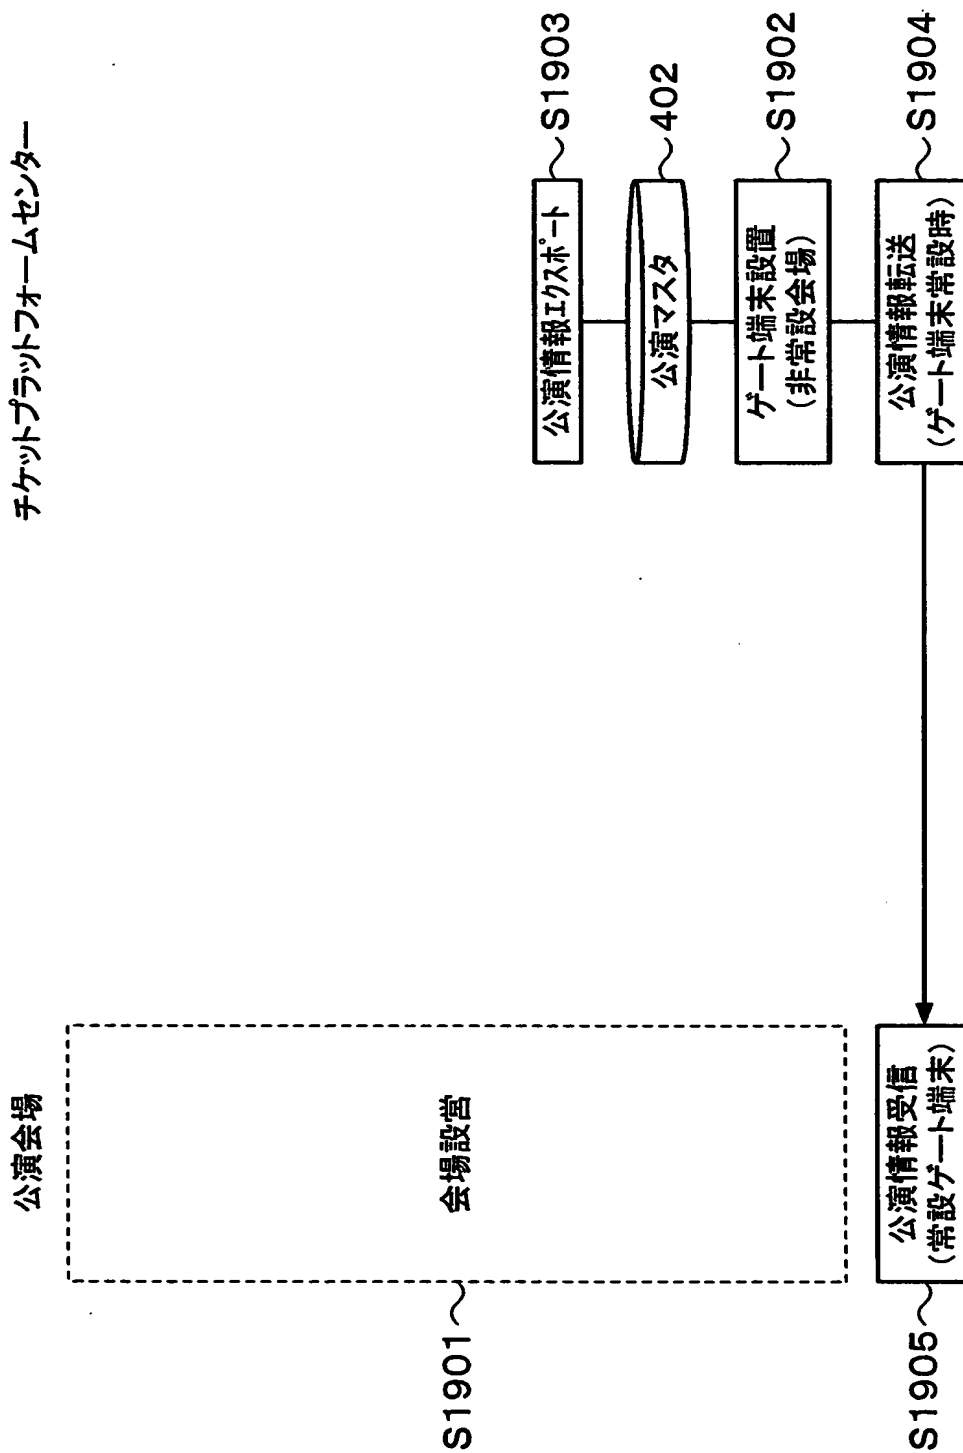 公演会場
チケットプラットフォームセンター
S1901
会場設営
公演情報エクスポート
S1903
公演マスタ
402
ゲート端末設置
(非常設会場)
S1902
S1905
公演情報受信
(常設ゲート端末)
公演情報転送
(ゲート端末常設時)
S1904